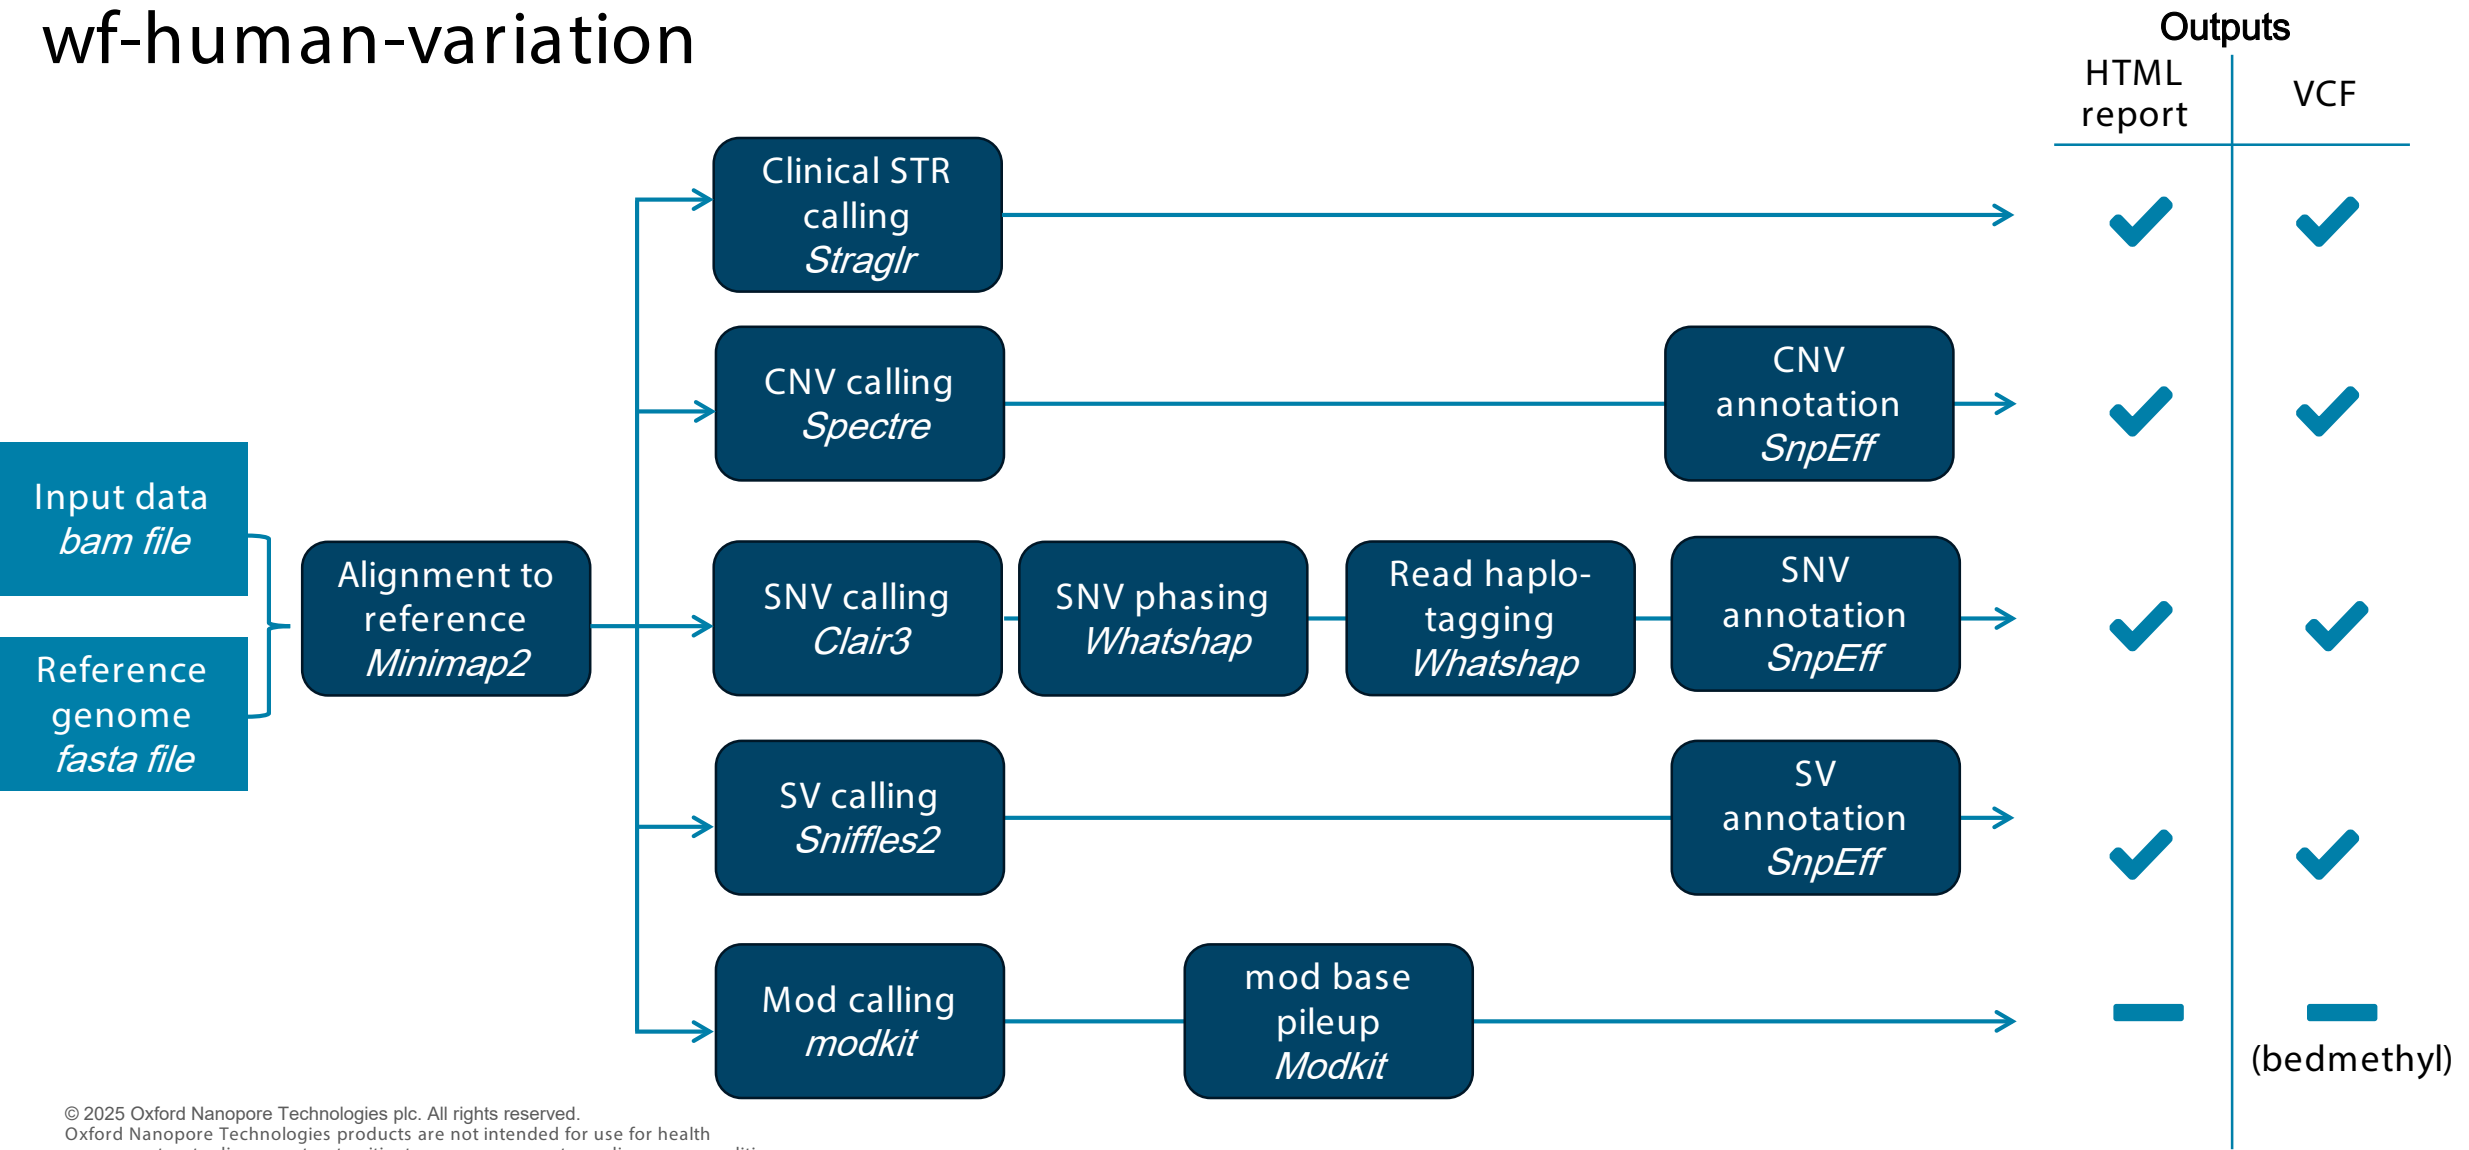 wf-human-variation
Outputs
HTML
report
VCF
Clinical STR
calling
Straglr
CNV calling
Spectre
CNV
annotation
SnpEff
Input data
bam file
Reference
genome
fasta file
Alignment to
reference
Minimap2
SNV calling
Clair3
SNV phasing
Whatshap
Read haplo-
tagging
Whatshap
SNV
annotation
SnpEff
SV calling
Sniffles2
SV
annotation
SnpEff
Mod calling
modkit
mod base
pileup
Modkit
(bedmethyl)
© 2025 Oxford Nanopore Technologies plc. All rights reserved.
Oxford Nanopore Technologies products are not intended for use for health